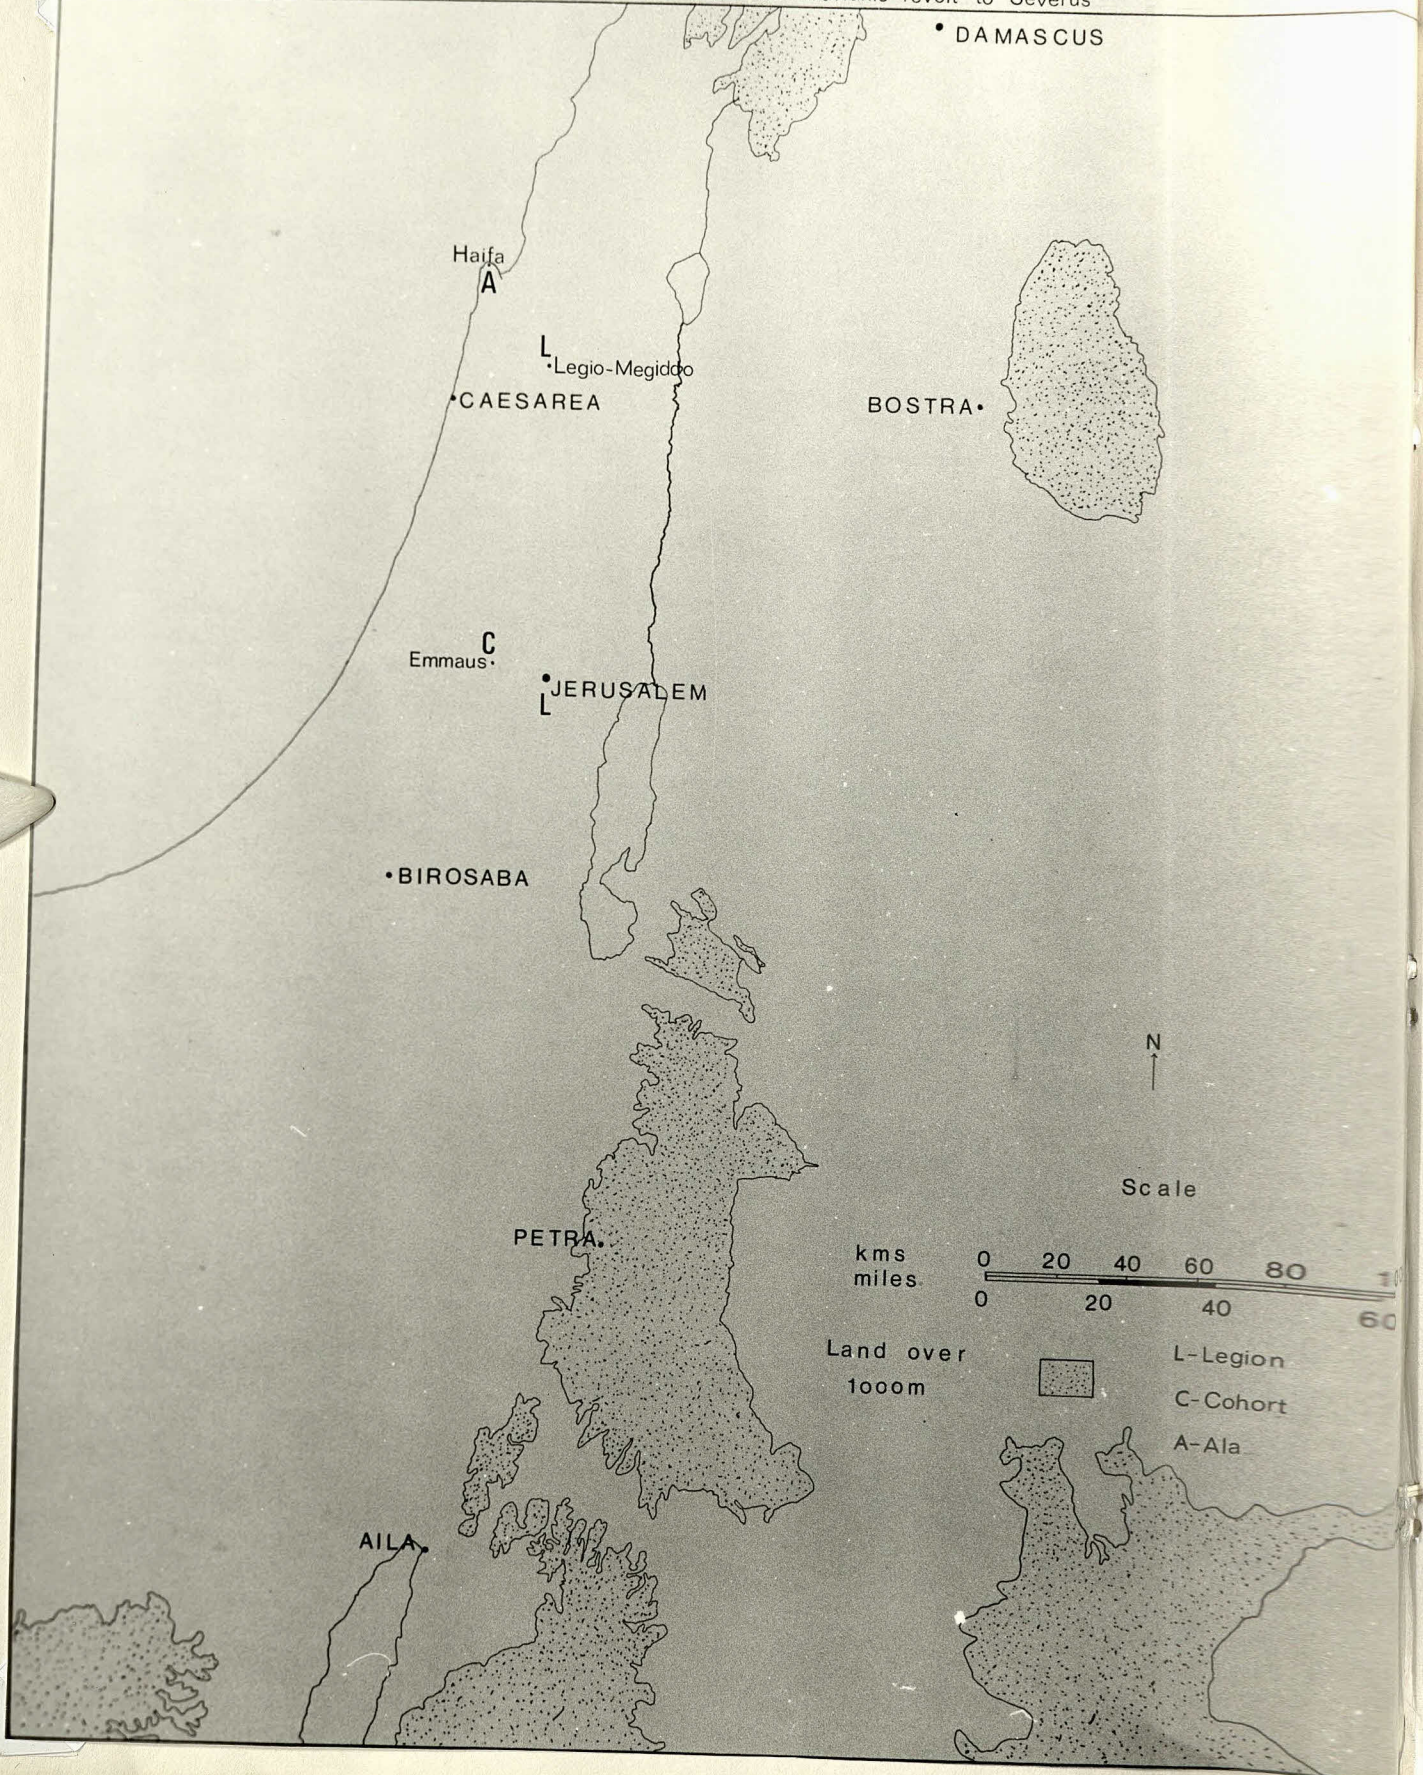 revolt to Severus
DAMASCUS
Haifa
A
L
Legio-Megiddo
CAESAREA
BOSTRA
C
Emmaus
JERUSALEM
L
BIROSABA
N
Scale
kms 0 20 40 60 80
miles 0 20 40 60
PETRA
Land over
1000m
L-Legion
C-Cohort
A-Ala
AILA